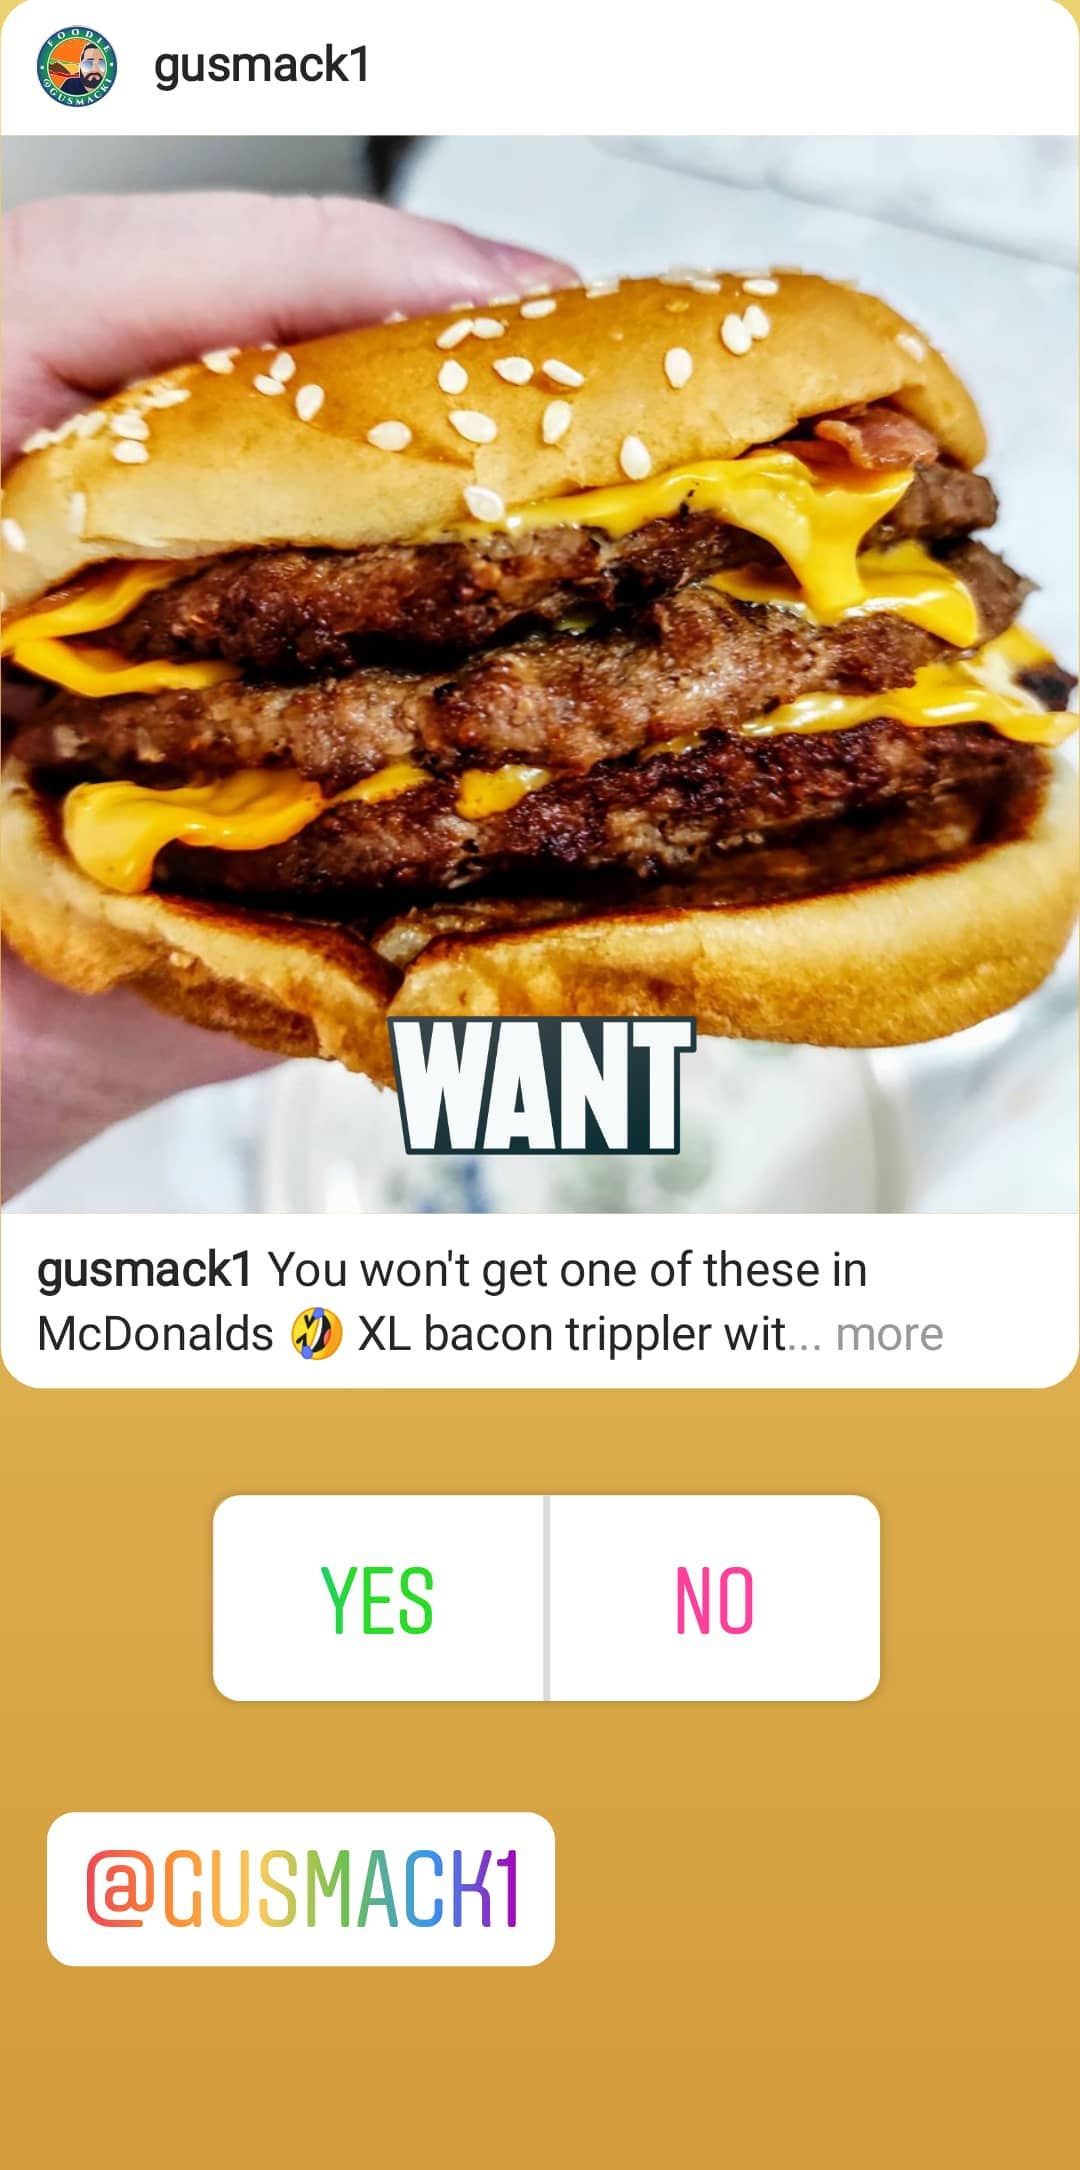 FOODIE
@GUSMACK1
gusmack1
WANT
gusmack1 You won't get one of these in
McDonalds 🤣 XL bacon trippler wit... more
YES
NO
@GUSMACK1